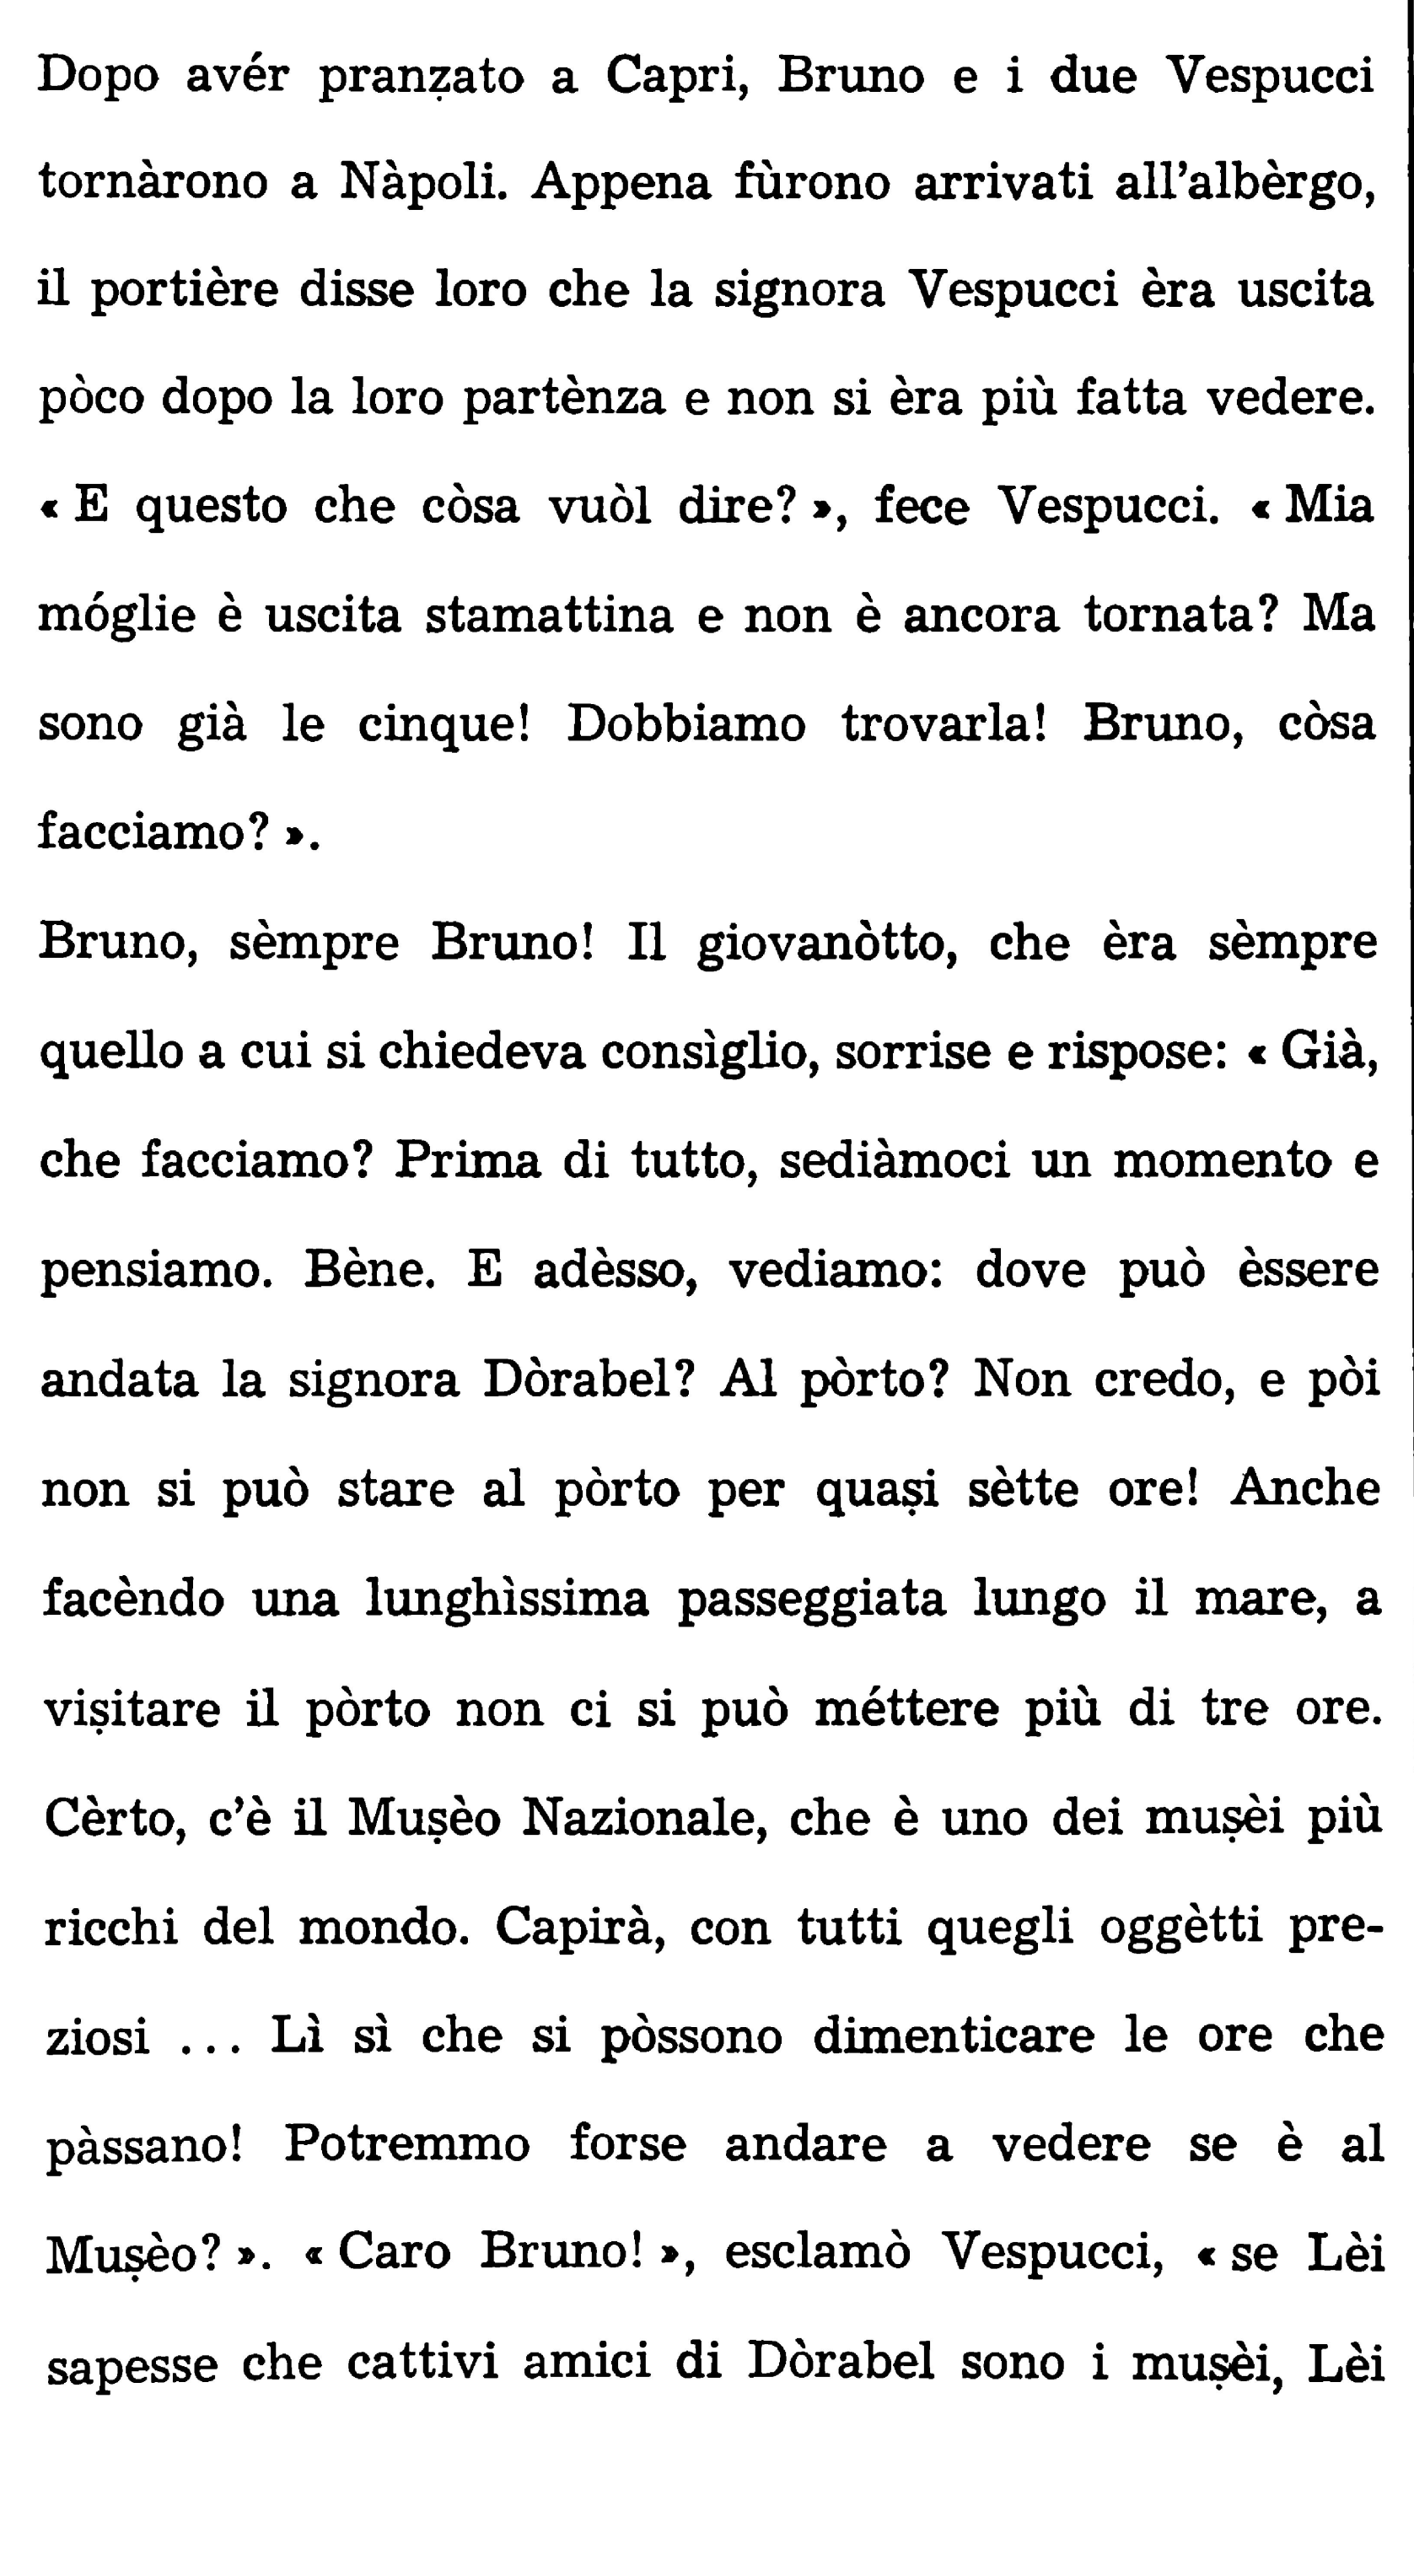 Dopo avér pranẓato a Capri, Bruno e i due Vespucci
tornàrono a Nàpoli. Appena fùrono arrivati all’albèrgo,
il portière disse loro che la signora Vespucci èra uscita
pòco dopo la loro partènza e non si èra più fatta vedere.
« E questo che còsa vuòl dire? », fece Vespucci. « Mia
móglie è uscita stamattina e non è ancora tornata? Ma
sono già le cinque! Dobbiamo trovarla! Bruno, còsa
facciamo? ».
Bruno, sèmpre Bruno! Il giovanòtto, che èra sèmpre
quello a cui si chiedeva consìglio, sorrise e rispose: « Già,
che facciamo? Prima di tutto, sediàmoci un momento e
pensiamo. Bène. E adèsso, vediamo: dove può èssere
andata la signora Dòrabel? Al pòrto? Non credo, e pòi
non si può stare al pòrto per quaṣi sètte ore! Anche
facèndo una lunghìssima passeggiata lungo il mare, a
viṣitare il pòrto non ci si può méttere più di tre ore.
Cèrto, c’è il Muṣèo Nazionale, che è uno dei muṣèi più
ricchi del mondo. Capirà, con tutti quegli oggètti pre-
ziosi ... Lì sì che si pòssono dimenticare le ore che
pàssano! Potremmo forse andare a vedere se è al
Muṣèo? ». « Caro Bruno! », esclamò Vespucci, « se Lèi
sapesse che cattivi amici di Dòrabel sono i muṣèi, Lèi